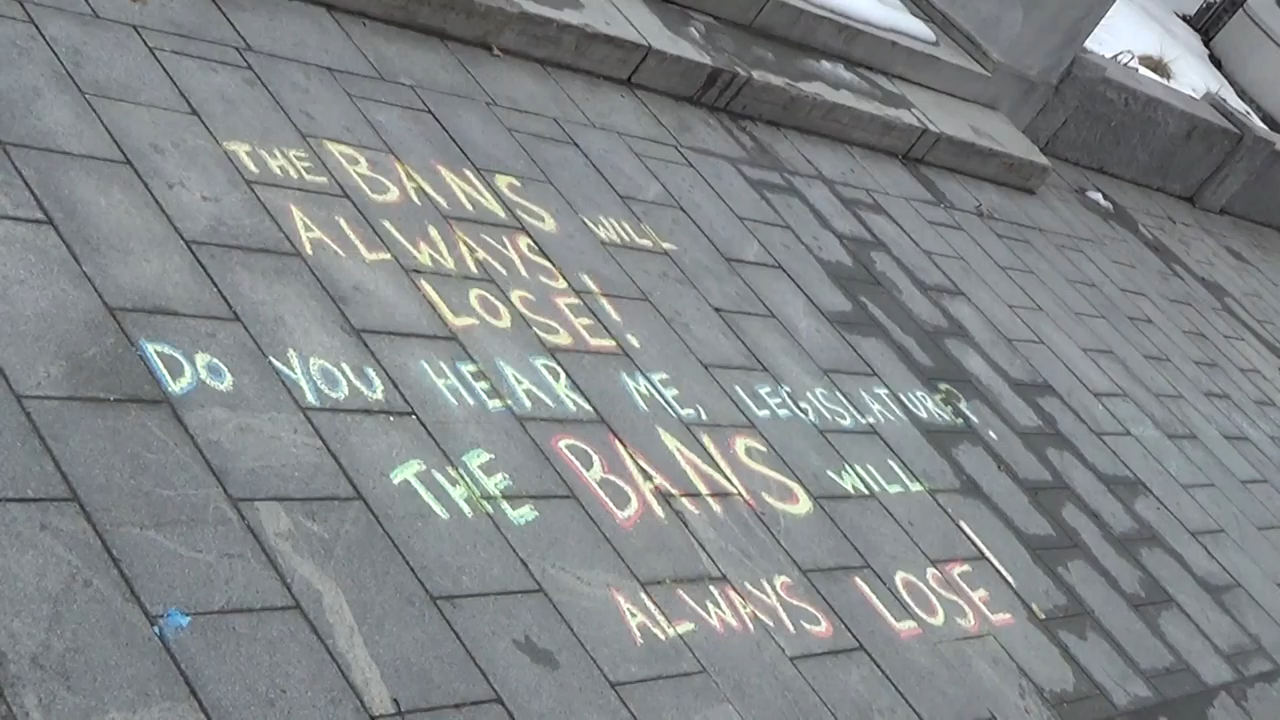 THE BANS WILL
ALWAYS
LOSE!
DO YOU HEAR ME, LEGISLATURE?
THE BANS WILL
ALWAYS LOSE!